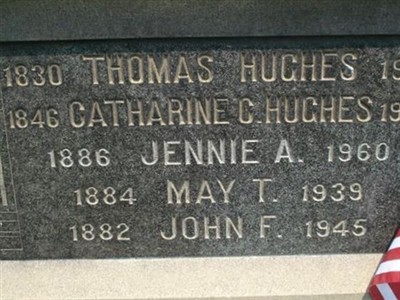 1830 THOMAS HUGHES 19
1846 CATHARINE C. HUGHES 19
1886 JENNIE A. 1960
1884 MAY T. 1939
1882 JOHN F. 1945